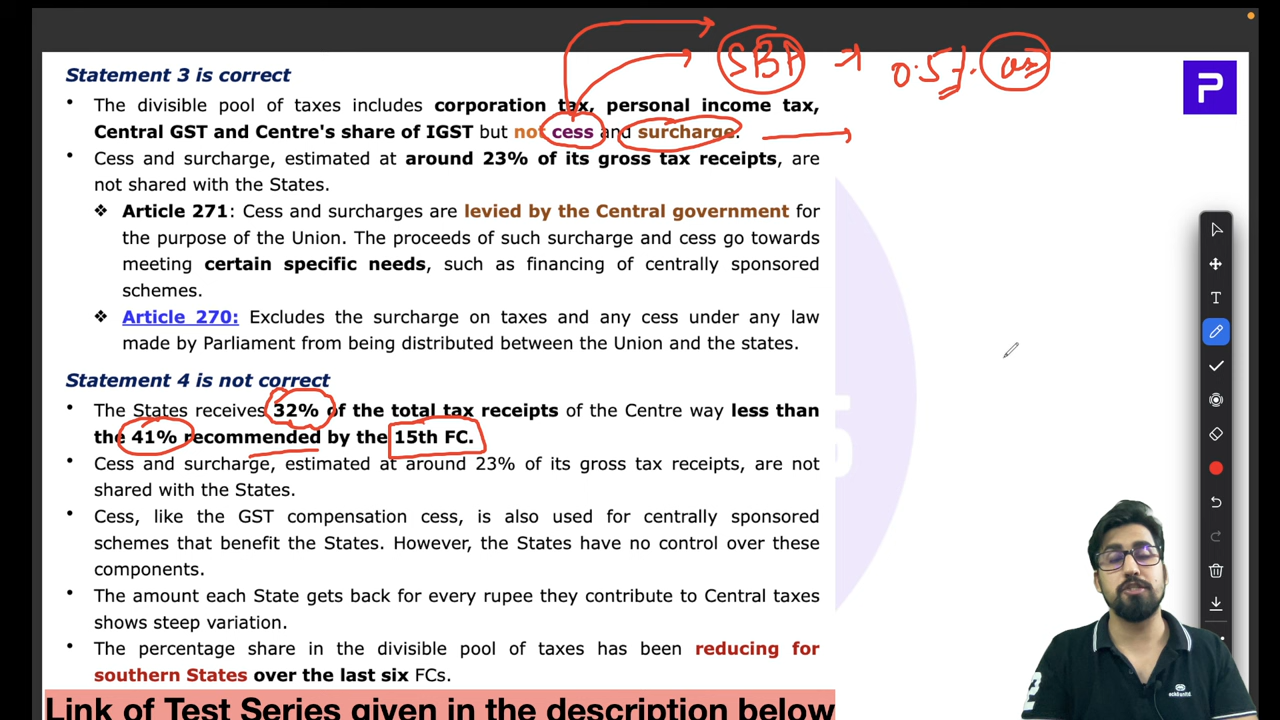 SBA → 0.5%.
Statement 3 is correct
• The divisible pool of taxes includes corporation tax, personal income tax,
Central GST and Centre's share of IGST but not cess and surcharge.
• Cess and surcharge, estimated at around 23% of its gross tax receipts, are
not shared with the States.
❖ Article 271: Cess and surcharges are levied by the Central government for
the purpose of the Union. The proceeds of such surcharge and cess go towards
meeting certain specific needs, such as financing of centrally sponsored
schemes.
❖ Article 270: Excludes the surcharge on taxes and any cess under any law
made by Parliament from being distributed between the Union and the states.
Statement 4 is not correct
• The States receives 32% of the total tax receipts of the Centre way less than
the 41% recommended by the 15th FC.
• Cess and surcharge, estimated at around 23% of its gross tax receipts, are not
shared with the States.
• Cess, like the GST compensation cess, is also used for centrally sponsored
schemes that benefit the States. However, the States have no control over these
components.
• The amount each State gets back for every rupee they contribute to Central taxes
shows steep variation.
• The percentage share in the divisible pool of taxes has been reducing for
southern States over the last six FCs.
Link of Test Series given in the description below
P
T